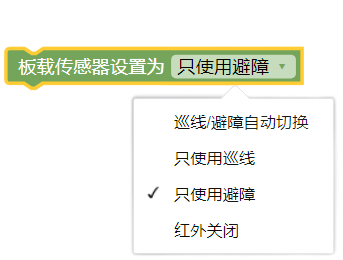 板载传感器设置为 只使用避障
巡线/避障自动切换
只使用巡线
只使用避障
红外关闭